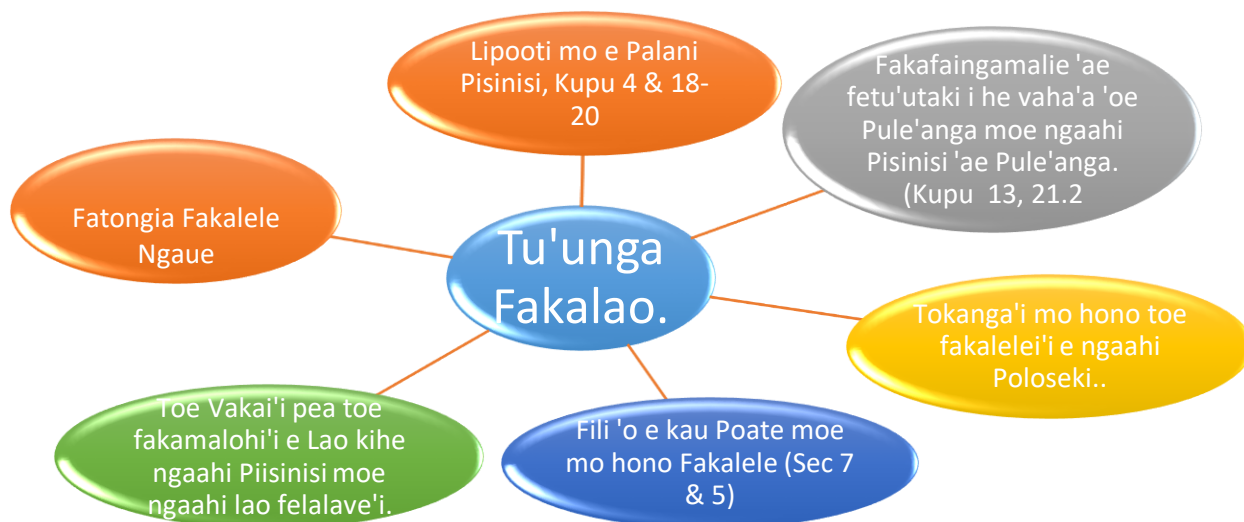 Lipooti mo e Palani
Pisinisi, Kupu 4 & 18-
20
Fakafaingamalie 'ae
fetu'utaki i he vaha'a 'oe
Pule'anga moe ngaahi
Pisinisi 'ae Pule'anga.
(Kupu 13, 21.2
Fatongia Fakalele
Ngaue
Tu'unga
Fakalao.
Tokanga'i mo hono toe
fakalelei'i e ngaahi
Poloseki..
Toe Vakai'i pea toe
fakamalohi'i e Lao kihe
ngaahi Piisinisi moe
ngaahi lao felalave'i.
Fili 'o e kau Poate moe
mo hono Fakalele (Sec 7
& 5)